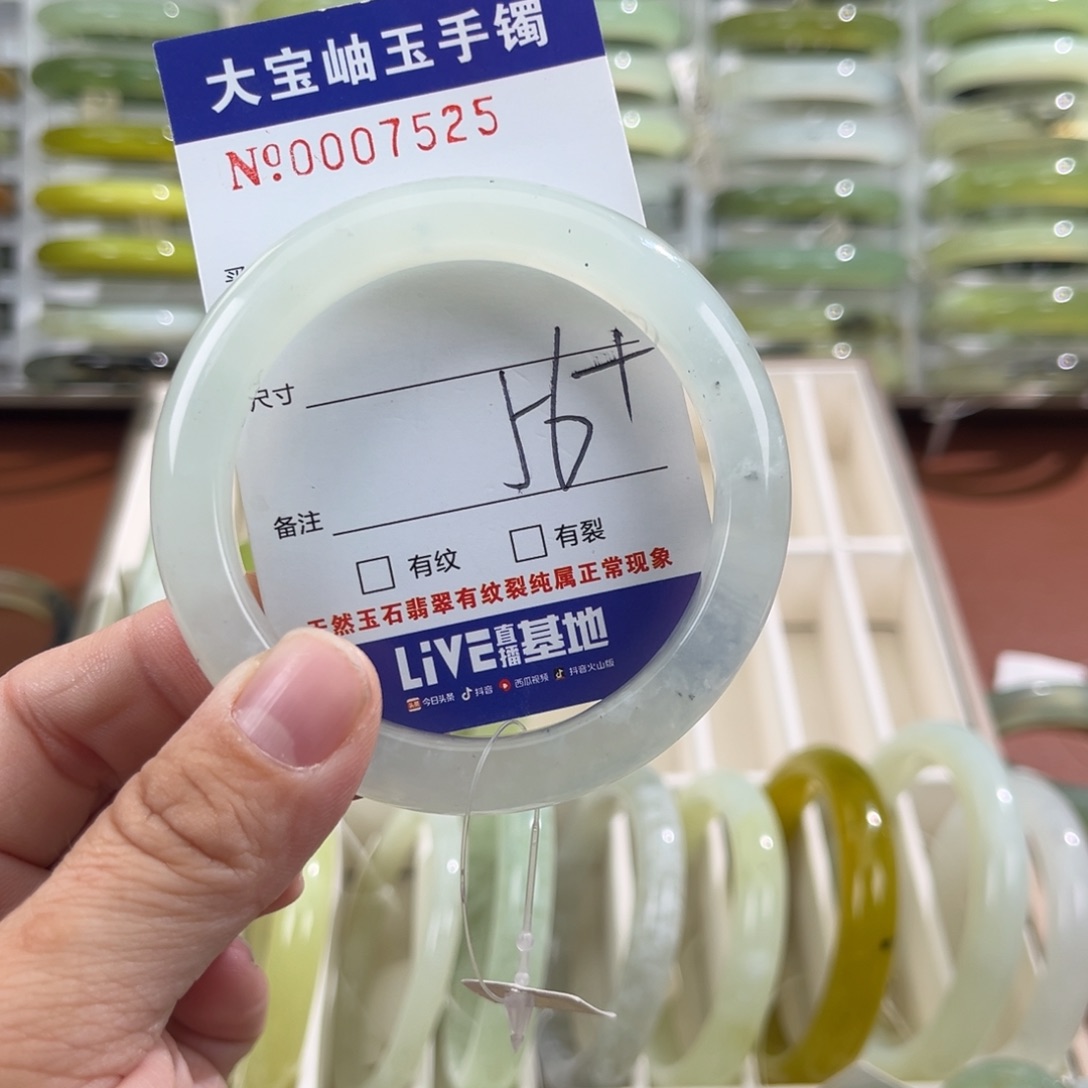 大宝岫玉手镯
№0007525
尺寸 56+
备注
有纹 有裂
天然玉石翡翠有纹裂纯属正常现象
LiVE直播基地
今日头条 抖音 西瓜视频 抖音火山版